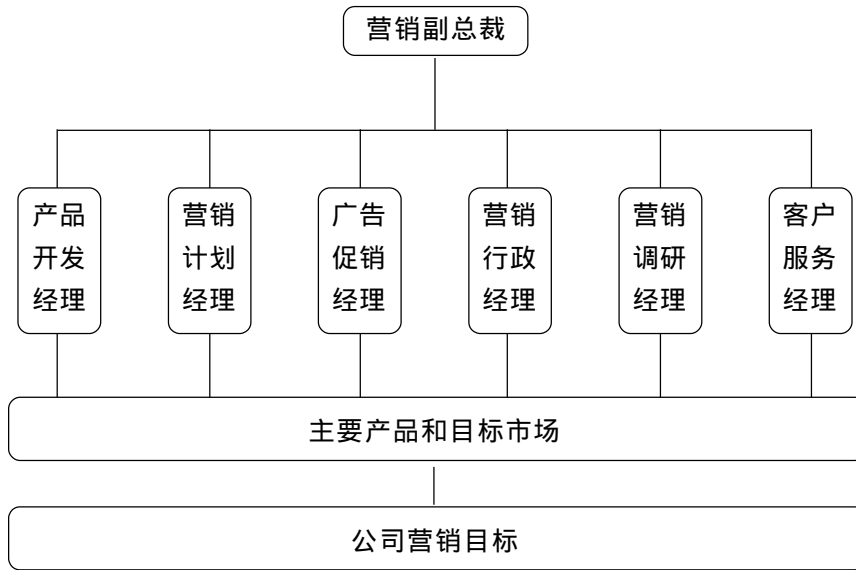 营销副总裁
产品
开发
经理
营销
计划
经理
广告
促销
经理
营销
行政
经理
营销
调研
经理
客户
服务
经理
主要产品和目标市场
公司营销目标